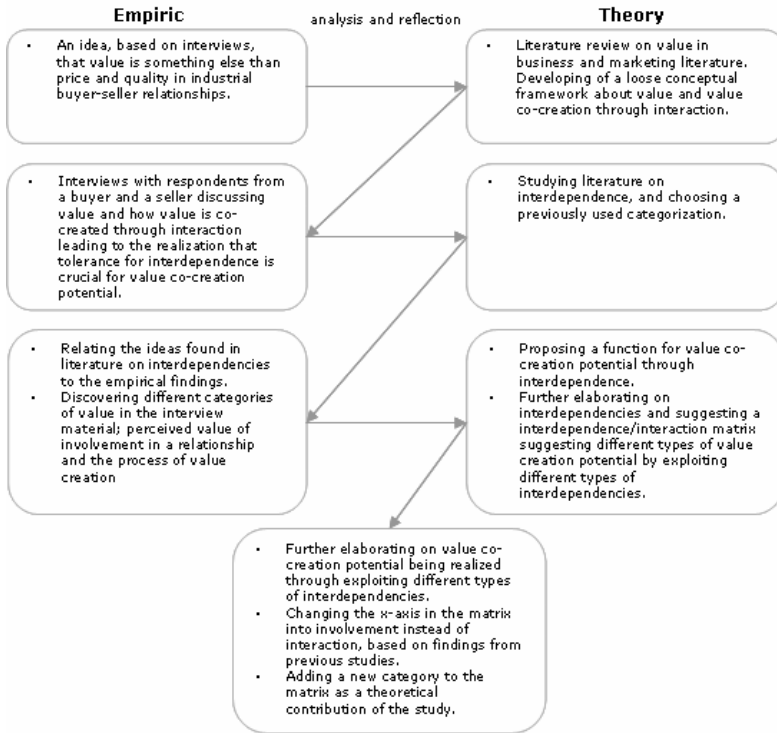 Empiric
analysis and reflection
Theory
• An idea, based on interviews,
that value is something else than
price and quality in industrial
buyer-seller relationships.
• Literature review on value in
business and marketing literature.
Developing of a loose conceptual
framework about value and value
co-creation through interaction.
• Interviews with respondents from
a buyer and a seller discussing
value and how value is co-
created through interaction
leading to the realization that
tolerance for interdependence is
crucial for value co-creation
potential.
• Studying literature on
interdependence, and choosing a
previously used categorization.
• Relating the ideas found in
literature on interdependencies
to the empirical findings.
• Discovering different categories
of value in the interview
material; perceived value of
involvement in a relationship
and the process of value
creation
• Proposing a function for value co-
creation potential through
interdependence.
• Further elaborating on
interdependencies and suggesting a
interdependence/interaction matrix
suggesting different types of value
creation potential by exploiting
different types of
interdependencies.
• Further elaborating on value co-
creation potential being realized
through exploiting different types
of interdependencies.
• Changing the x-axis in the matrix
into involvement instead of
interaction, based on findings from
previous studies.
• Adding a new category to the
matrix as a theoretical
contribution of the study.